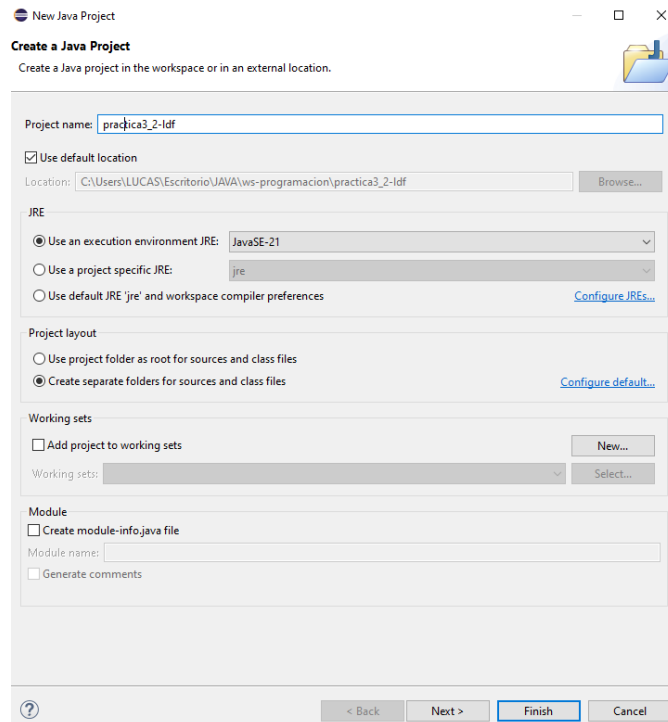 New Java Project
Create a Java Project
Create a Java project in the workspace or in an external location.
Project name: practica3_2-ldf
Use default location
Location: C:\Users\LUCAS\Escritorio\JAVA\ws-programacion\practica3_2-ldf Browse...
JRE
Use an execution environment JRE: JavaSE-21
Use a project specific JRE: jre
Use default JRE 'jre' and workspace compiler preferences Configure JREs...
Project layout
Use project folder as root for sources and class files
Create separate folders for sources and class files Configure default...
Working sets
Add project to working sets New...
Working sets: Select...
Module
Create module-info.java file
Module name:
Generate comments
? < Back Next > Finish Cancel